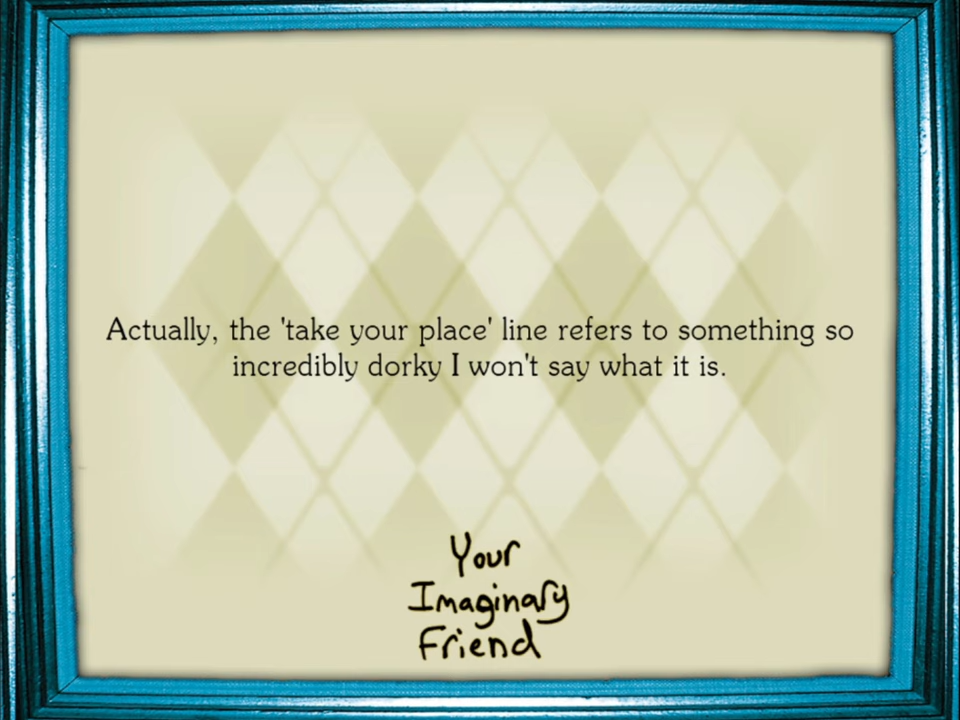 Actually, the 'take your place' line refers to something so
incredibly dorky I won't say what it is.
Your
Imaginary
Friend